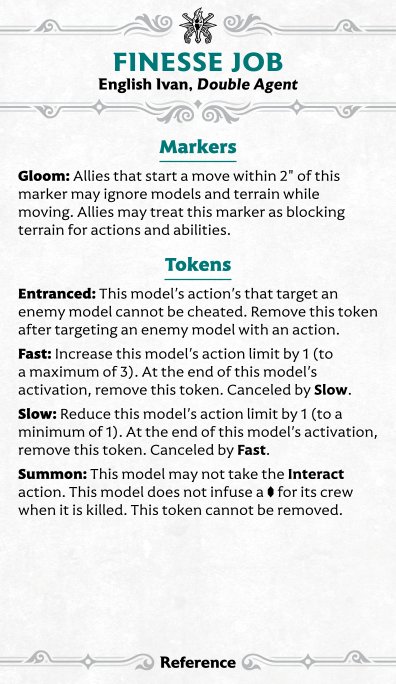 FINESSE JOB
English Ivan, Double Agent
Markers
Gloom: Allies that start a move within 2" of this
marker may ignore models and terrain while
moving. Allies may treat this marker as blocking
terrain for actions and abilities.
Tokens
Entranced: This model's action's that target an
enemy model cannot be cheated. Remove this token
after targeting an enemy model with an action.
Fast: Increase this model's action limit by 1 (to
a maximum of 3). At the end of this model's
activation, remove this token. Canceled by Slow.
Slow: Reduce this model's action limit by 1 (to a
minimum of 1). At the end of this model's activation,
remove this token. Canceled by Fast.
Summon: This model may not take the Interact
action. This model does not infuse a for its crew
when it is killed. This token cannot be removed.
Reference